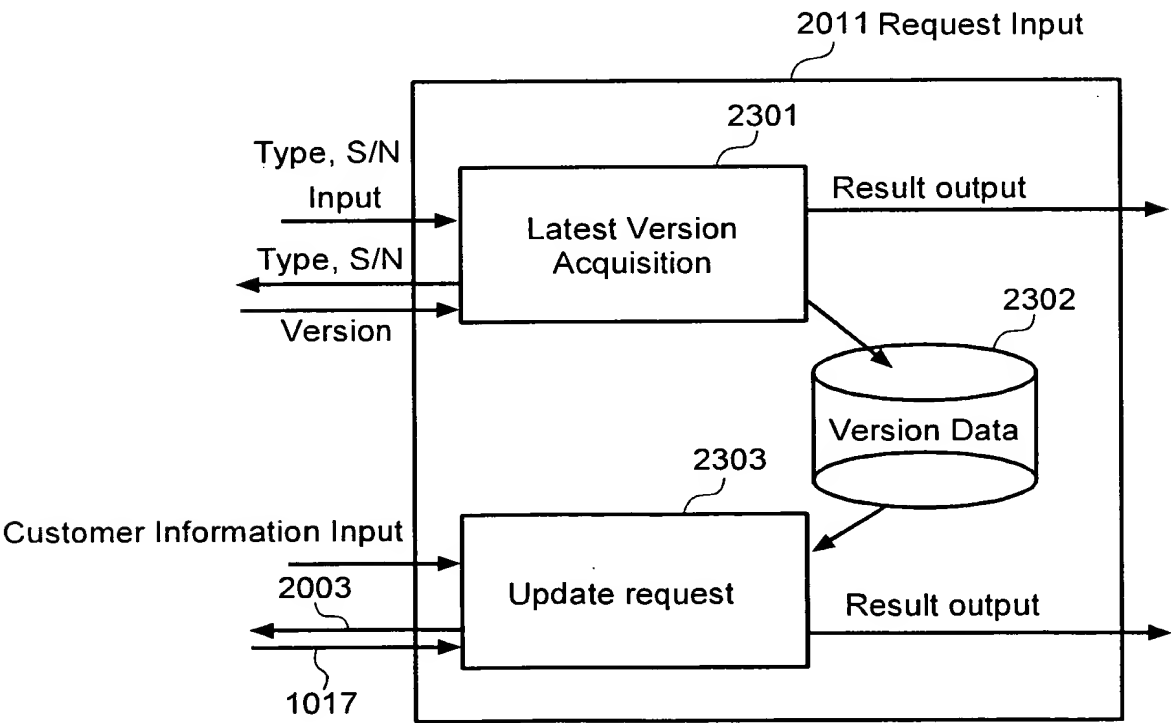 2011 Request Input
2301
Type, S/N
Input
Result output
Latest Version
Acquisition
Type, S/N
Version
2302
Version Data
2303
Customer Information Input
2003
Update request
Result output
1017